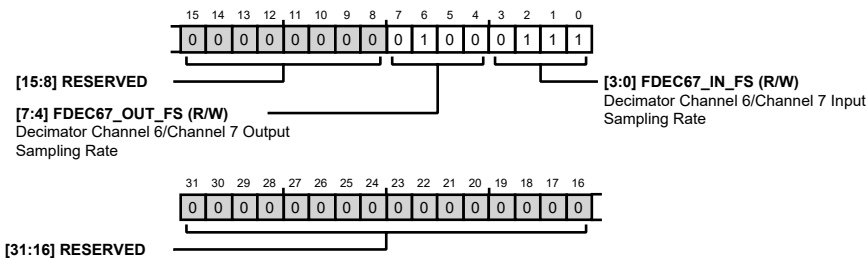 15 14 13 12 11 10 9 8 7 6 5 4 3 2 1 0
0 0 0 0 0 0 0 0 0 1 0 0 0 1 1 1
[15:8] RESERVED
[7:4] FDEC67_OUT_FS (R/W)
Decimator Channel 6/Channel 7 Output
Sampling Rate
[3:0] FDEC67_IN_FS (R/W)
Decimator Channel 6/Channel 7 Input
Sampling Rate
31 30 29 28 27 26 25 24 23 22 21 20 19 18 17 16
0 0 0 0 0 0 0 0 0 0 0 0 0 0 0 0
[31:16] RESERVED